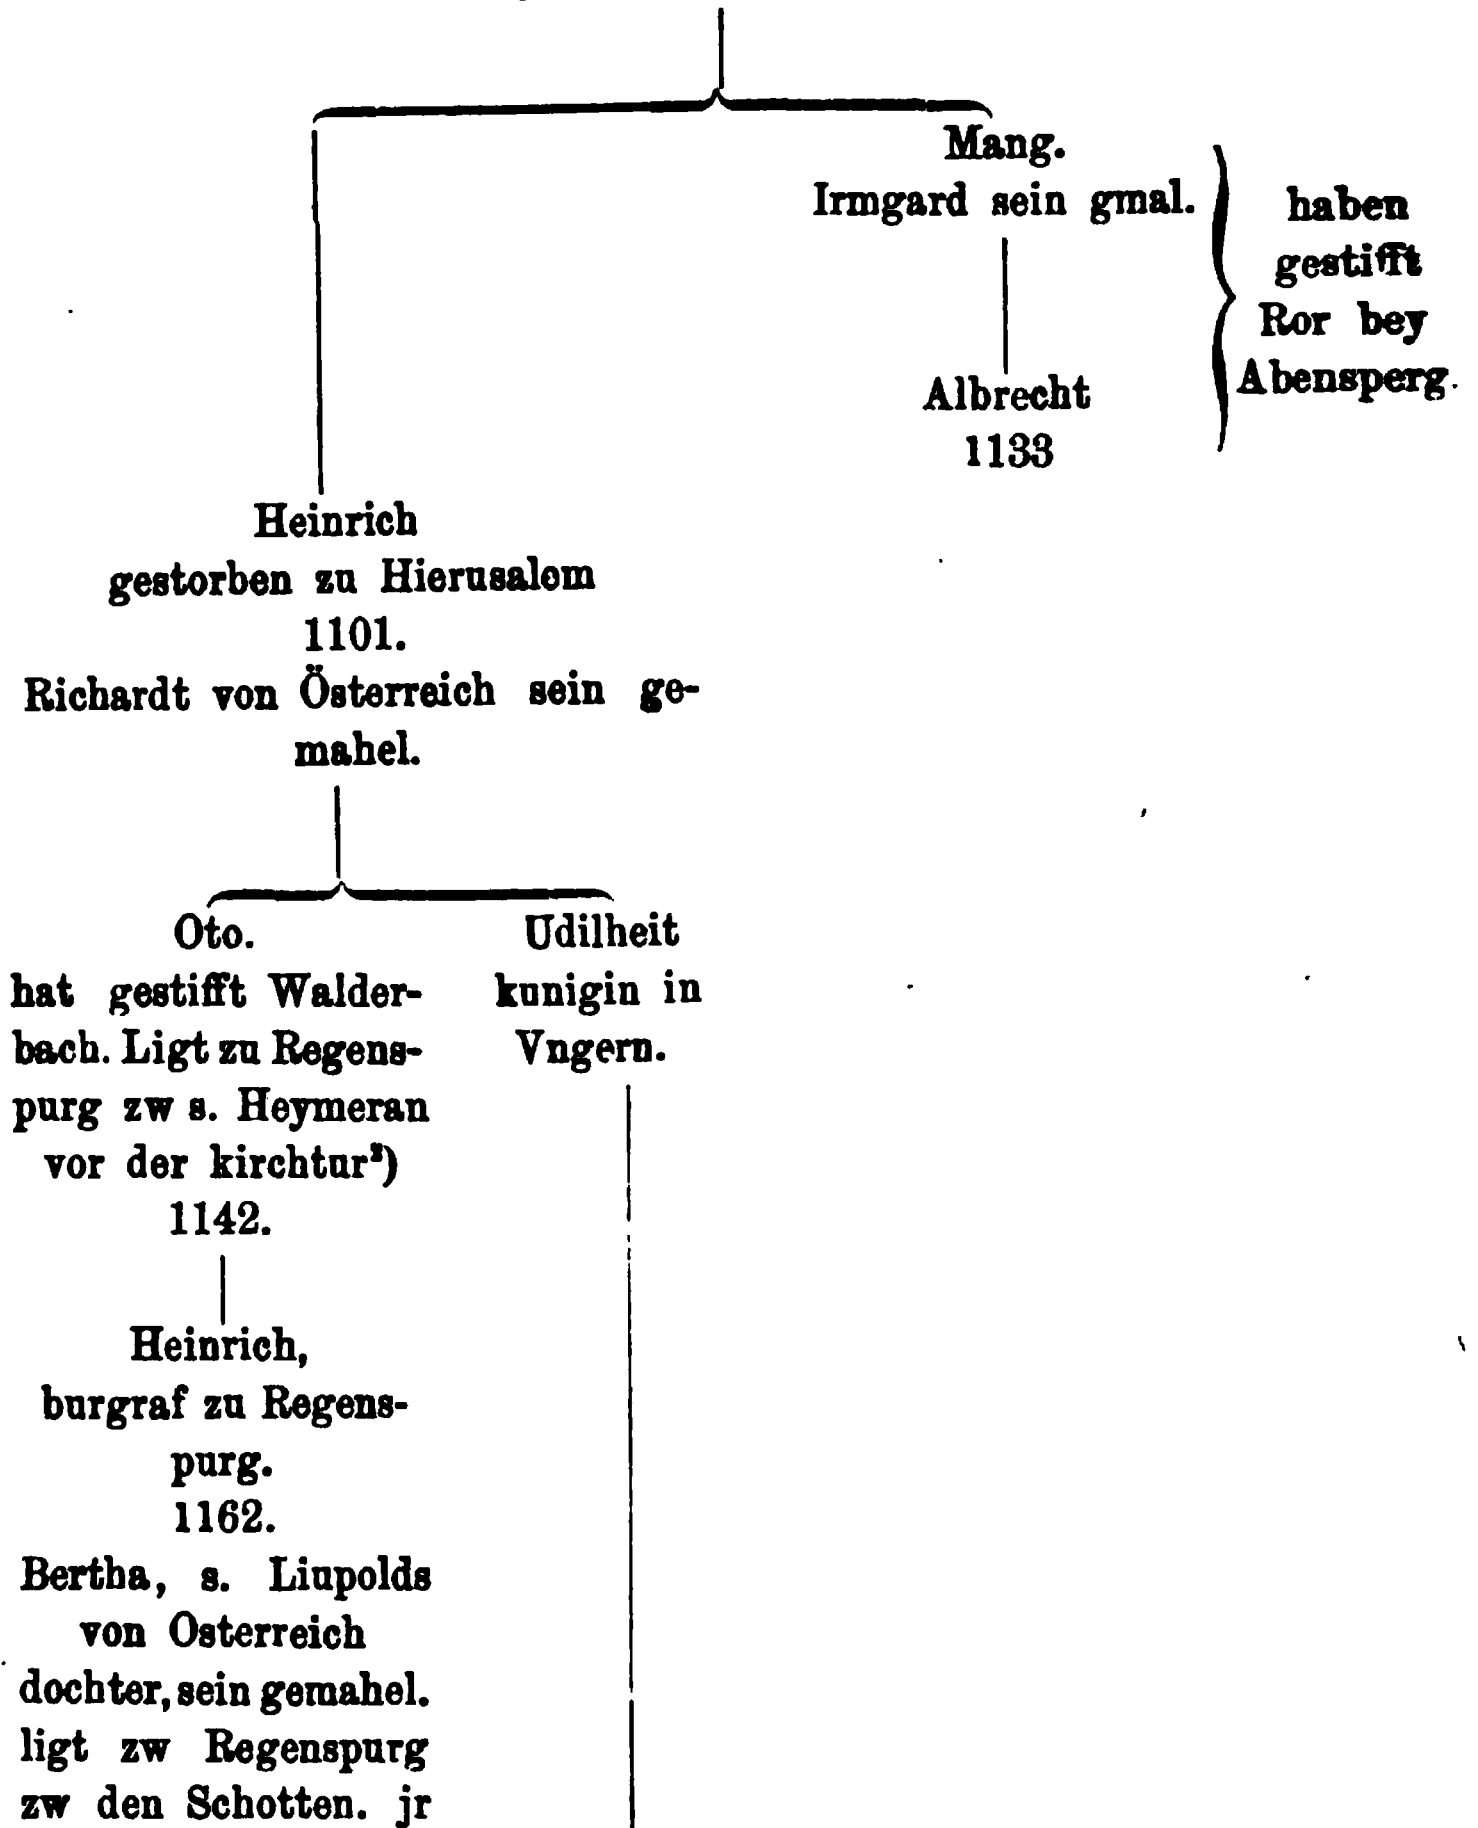 Mang.
Irmgard sein gmal.
haben
gestifft
Ror bey
Abensperg.
Albrecht
1133
Heinrich
gestorben zu Hierusalem
1101.
Richardt von Österreich sein ge-
mahel.
Oto.
hat gestifft Walder-
bach. Ligt zu Regens-
purg zw s. Heymeran
vor der kirchtur²)
1142.
Udilheit
kunigin in
Vngern.
Heinrich,
burgraf zu Regens-
purg.
1162.
Bertha, s. Liupolds
von Osterreich
dochter, sein gemahel.
ligt zw Regenspurg
zw den Schotten. jr